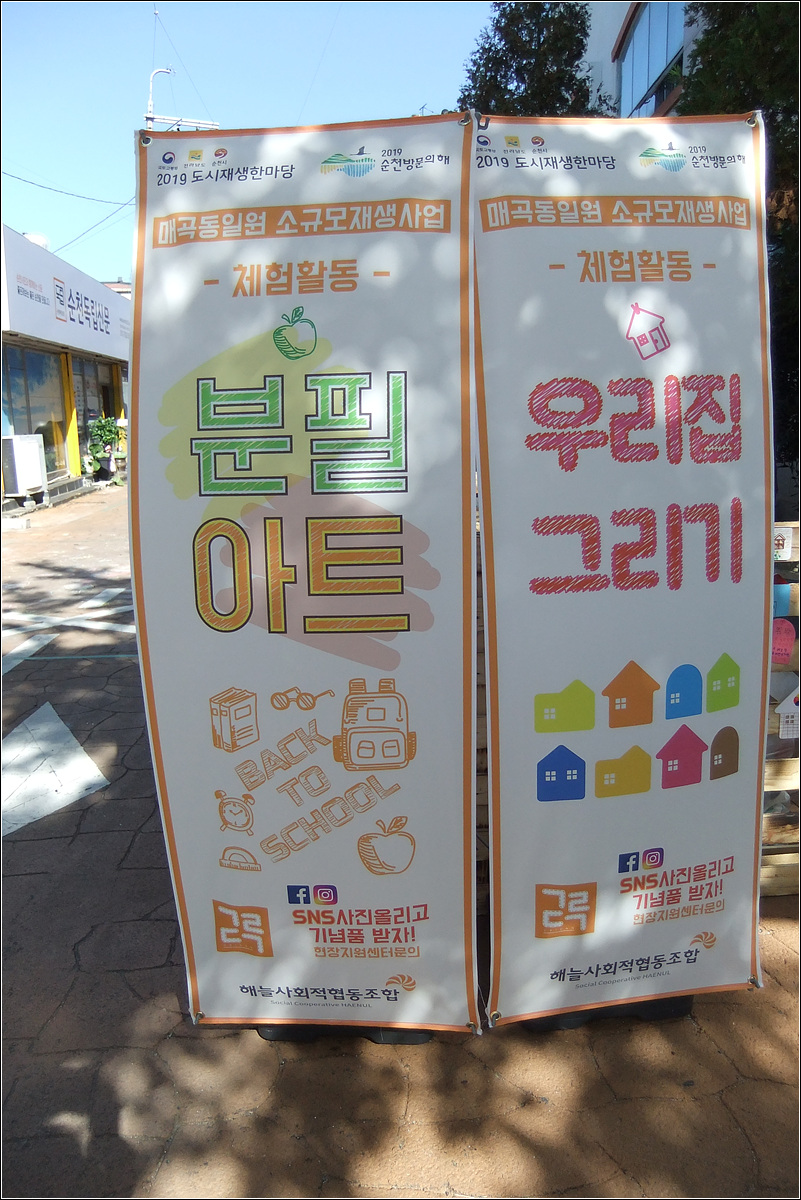 2019 도시재생한마당
2019
순천방문의해
매곡동일원 소규모재생사업
- 체험활동 -
분필
아트
BACK
TO
SCHOOL
SNS사진올리고
기념품 받자!
현장지원센터문의
해늘사회적협동조합
Social Cooperative HAENUL
2019 도시재생한마당
2019
순천방문의해
매곡동일원 소규모재생사업
- 체험활동 -
우리집
그리기
SNS사진올리고
기념품 받자!
현장지원센터문의
해늘사회적협동조합
Social Cooperative HAENUL
순천독립신문